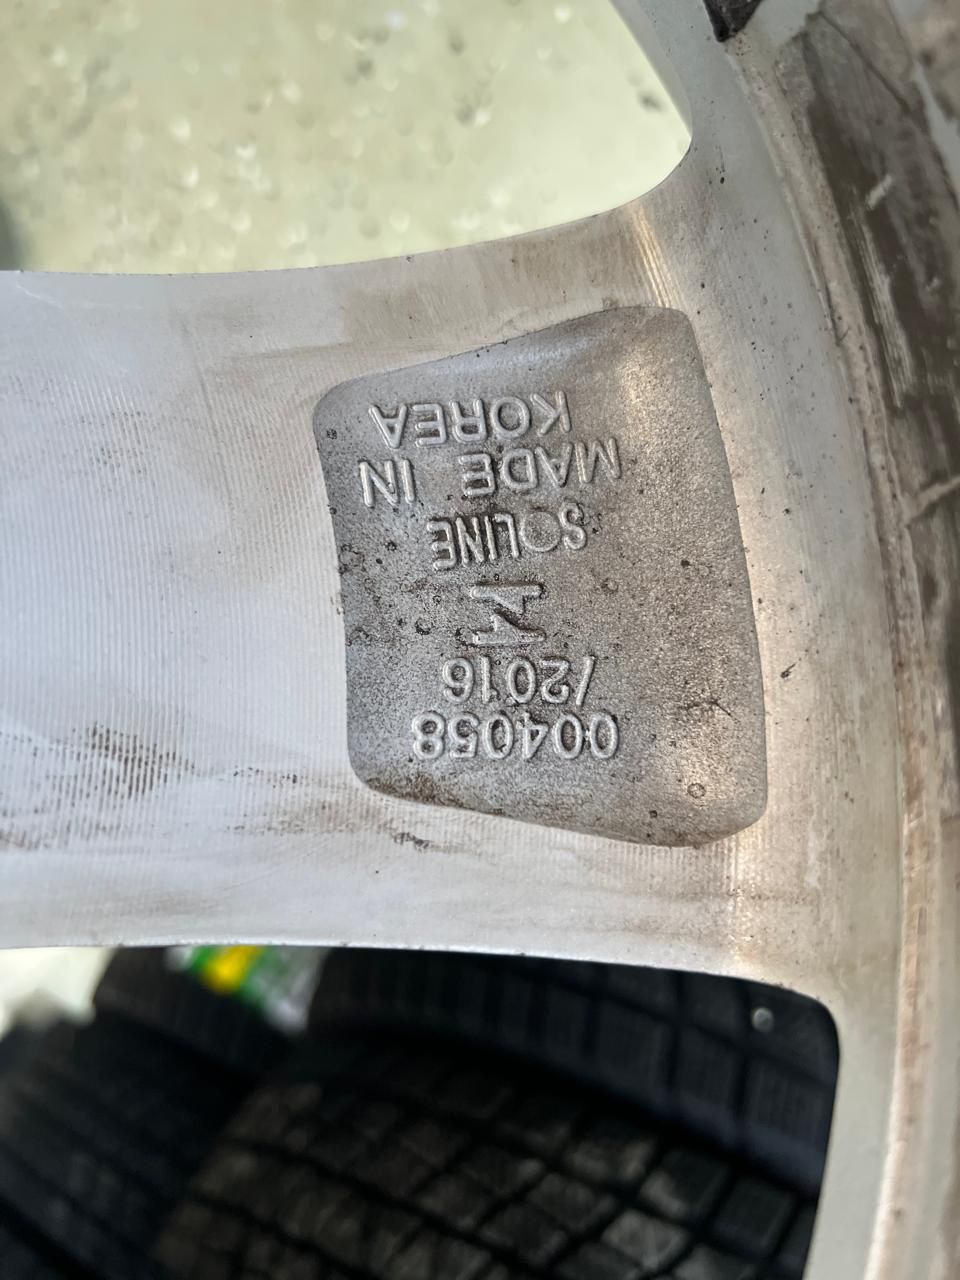 004058
/2016
SOLINE
MADE IN
KOREA